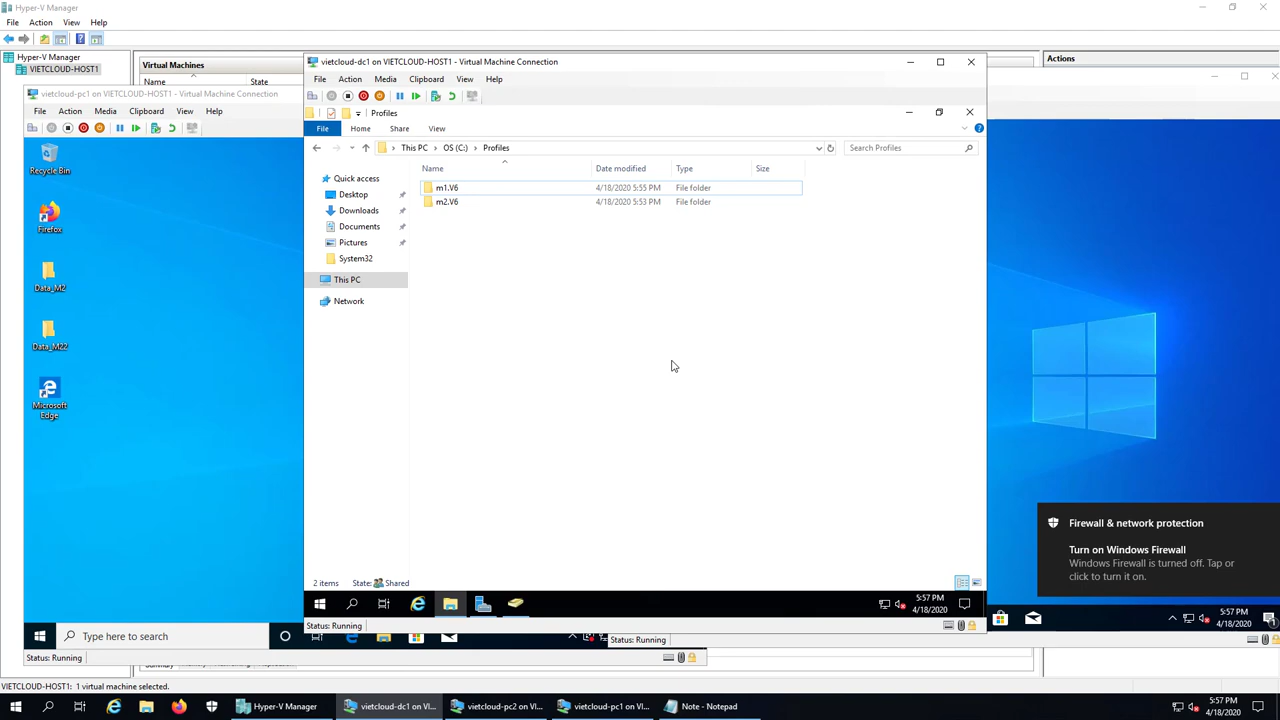 Hyper-V Manager
File Action View Help
Hyper-V Manager
VIETCLOUD-HOST1
Virtual Machines
Name State
Actions
vietcloud-pc1 on VIETCLOUD-HOST1 - Virtual Machine Connection
File Action Media Clipboard View Help
Recycle Bin
Firefox
Data_M2
Data_M22
Microsoft
Edge
Type here to search
Status: Running
vietcloud-dc1 on VIETCLOUD-HOST1 - Virtual Machine Connection
File Action Media Clipboard View Help
Profiles
File Home Share View
This PC OS (C:) Profiles
Search Profiles
Quick access
Desktop
Downloads
Documents
Pictures
System32
This PC
Network
Name Date modified Type Size
m1.V6 4/18/2020 5:55 PM File folder
m2.V6 4/18/2020 5:53 PM File folder
2 items State: Shared
5:57 PM
4/18/2020
Status: Running
Status: Running
Firewall & network protection
Turn on Windows Firewall
Windows Firewall is turned off. Tap or
click to turn it on.
5:57 PM
4/18/2020
VIETCLOUD-HOST1: 1 virtual machine selected.
Hyper-V Manager
vietcloud-dc1 on VI...
vietcloud-pc2 on VI...
vietcloud-pc1 on VI...
Note - Notepad
5:57 PM
4/18/2020